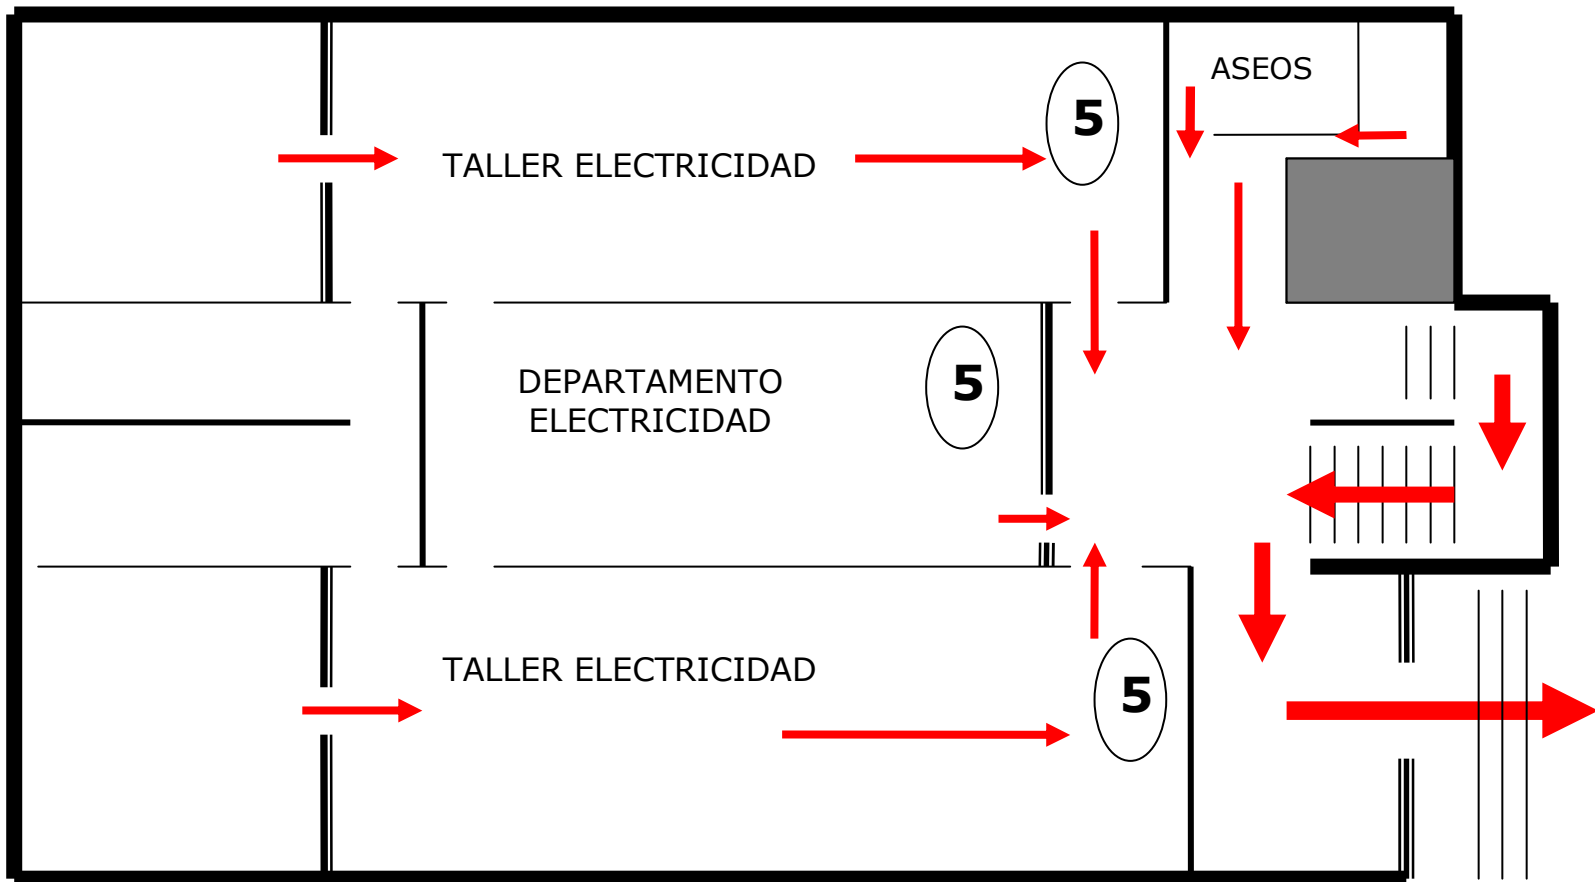 ASEOS
5
TALLER ELECTRICIDAD
DEPARTAMENTO
ELECTRICIDAD
5
TALLER ELECTRICIDAD
5